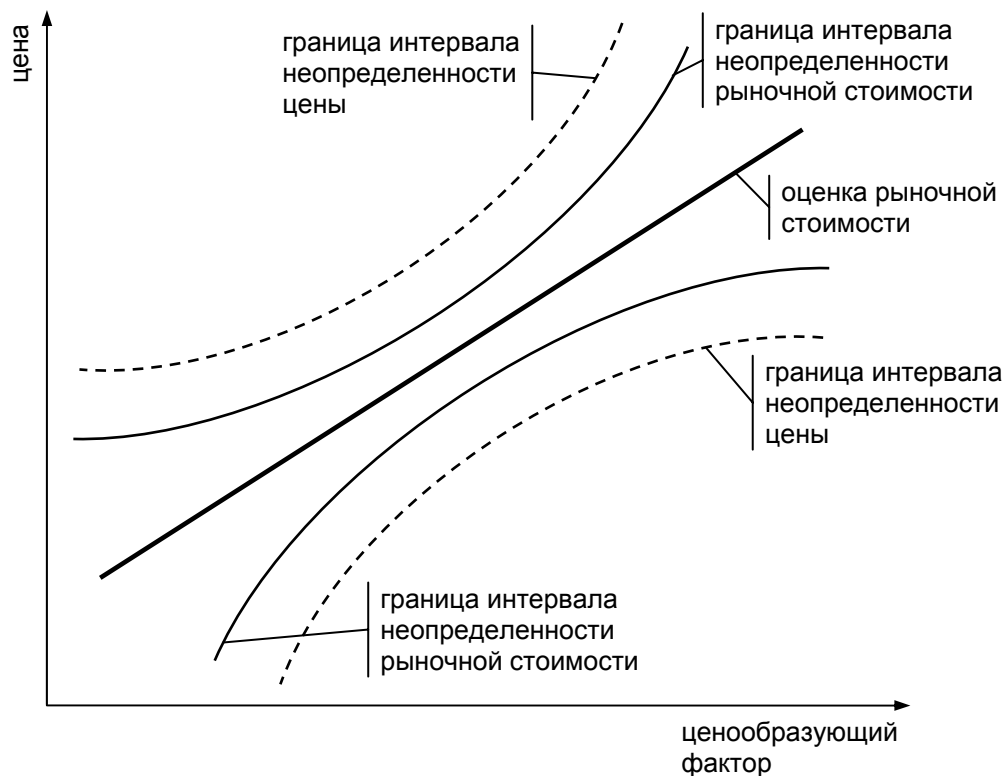 цена
граница интервала
неопределенности
цены
граница интервала
неопределенности
рыночной стоимости
оценка рыночной
стоимости
граница интервала
неопределенности
цены
граница интервала
неопределенности
рыночной стоимости
ценообразующий
фактор